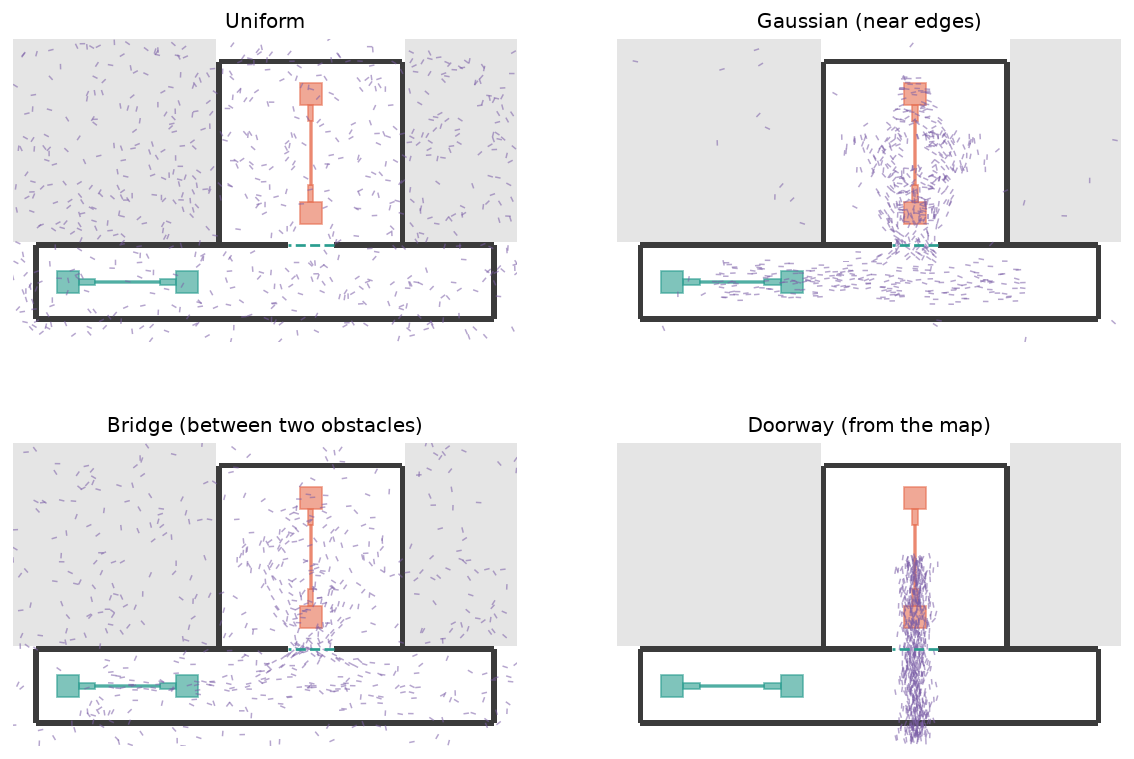 Uniform
Gaussian (near edges)
Bridge (between two obstacles)
Doorway (from the map)